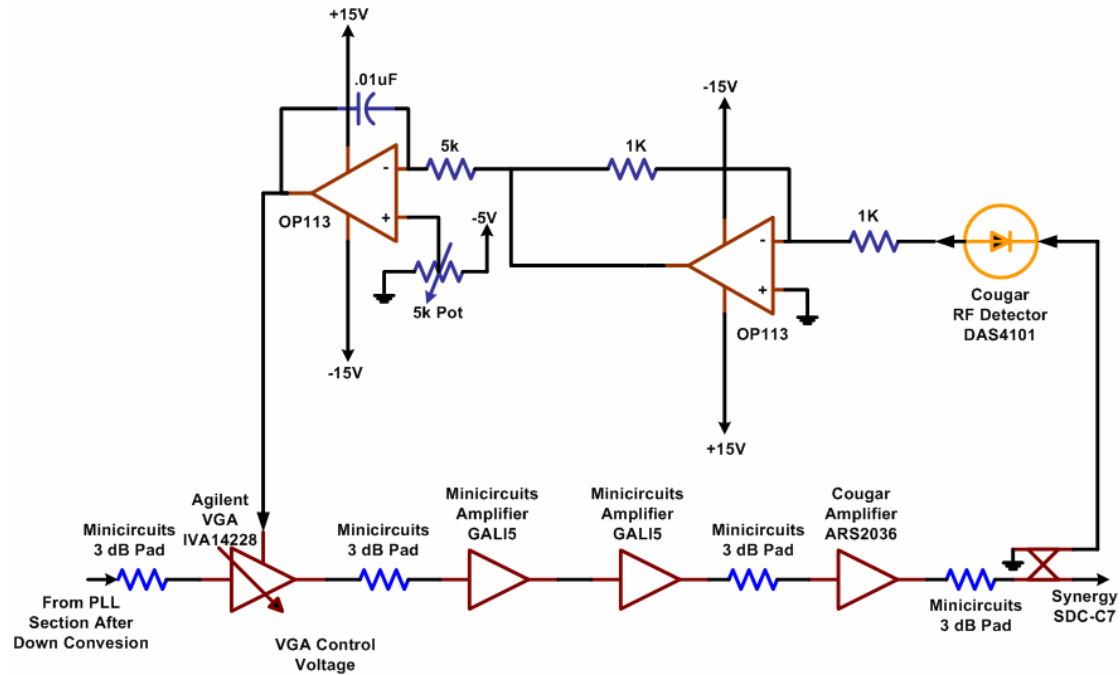 +15V
.01uF
-15V
5k
1K
-
+
OP113
-5V
5k Pot
-15V
-
+
OP113
+15V
1K
Cougar
RF Detector
DAS4101
Agilent
VGA
IVA14228
Minicircuits
3 dB Pad
Minicircuits
3 dB Pad
Minicircuits
Amplifier
GALI5
Minicircuits
Amplifier
GALI5
Minicircuits
3 dB Pad
Cougar
Amplifier
ARS2036
From PLL
Section After
Down Convesion
VGA Control
Voltage
Minicircuits
3 dB Pad
Synergy
SDC-C7